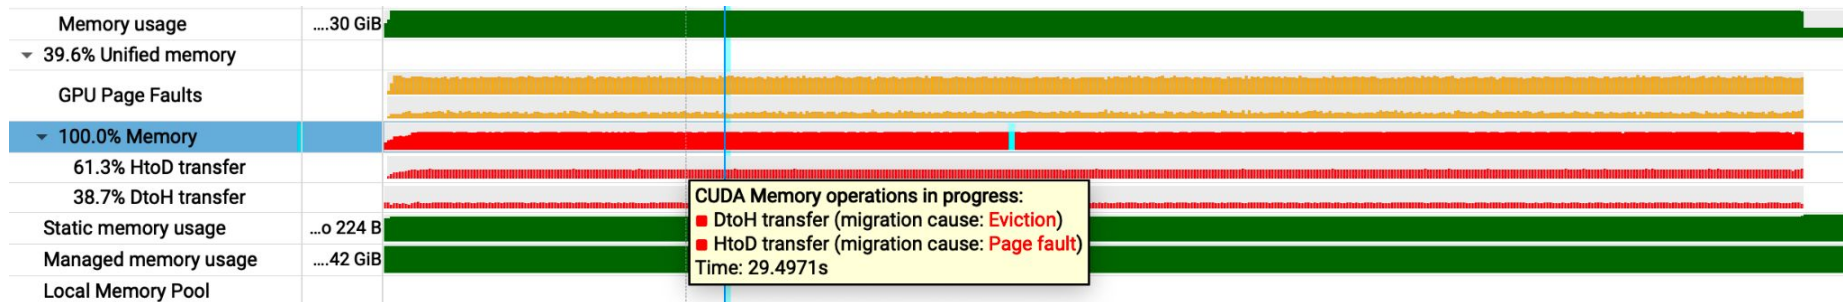 Memory usage ....30 GiB
39.6% Unified memory
GPU Page Faults
100.0% Memory
61.3% HtoD transfer
38.7% DtoH transfer
CUDA Memory operations in progress:
DtoH transfer (migration cause: Eviction)
HtoD transfer (migration cause: Page fault)
Time: 29.4971s
Static memory usage ...o 224 B
Managed memory usage ....42 GiB
Local Memory Pool